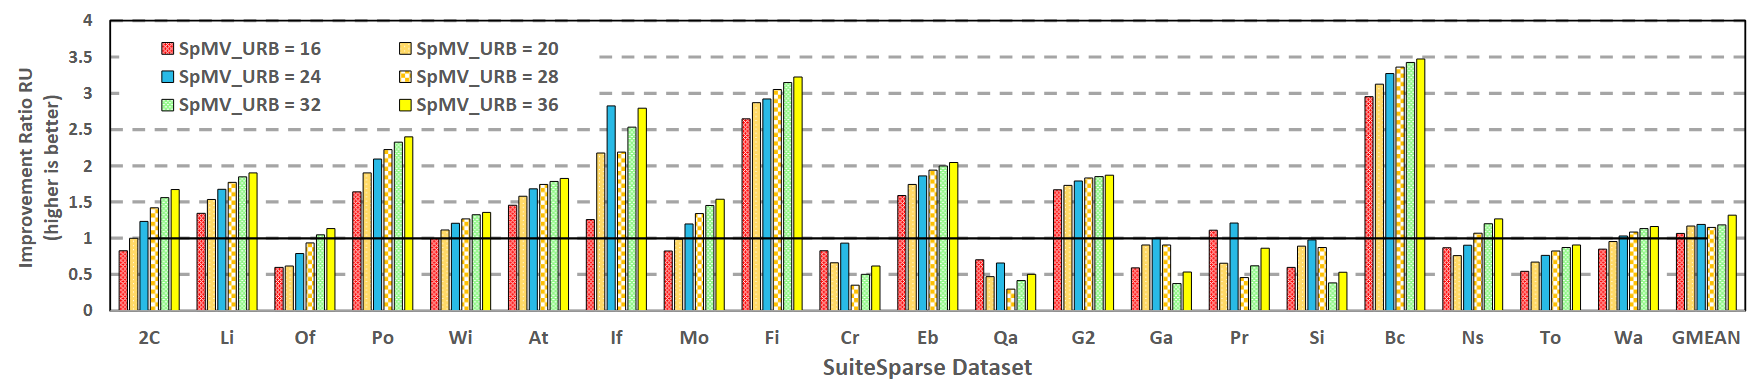 Improvement Ratio RU
(higher is better)
4
3.5
3
2.5
2
1.5
1
0.5
0
SpMV_URB = 16
SpMV_URB = 20
SpMV_URB = 24
SpMV_URB = 28
SpMV_URB = 32
SpMV_URB = 36
2C Li Of Po Wi At If Mo Fi Cr Eb Qa G2 Ga Pr Si Bc Ns To Wa GMEAN
SuiteSparse Dataset